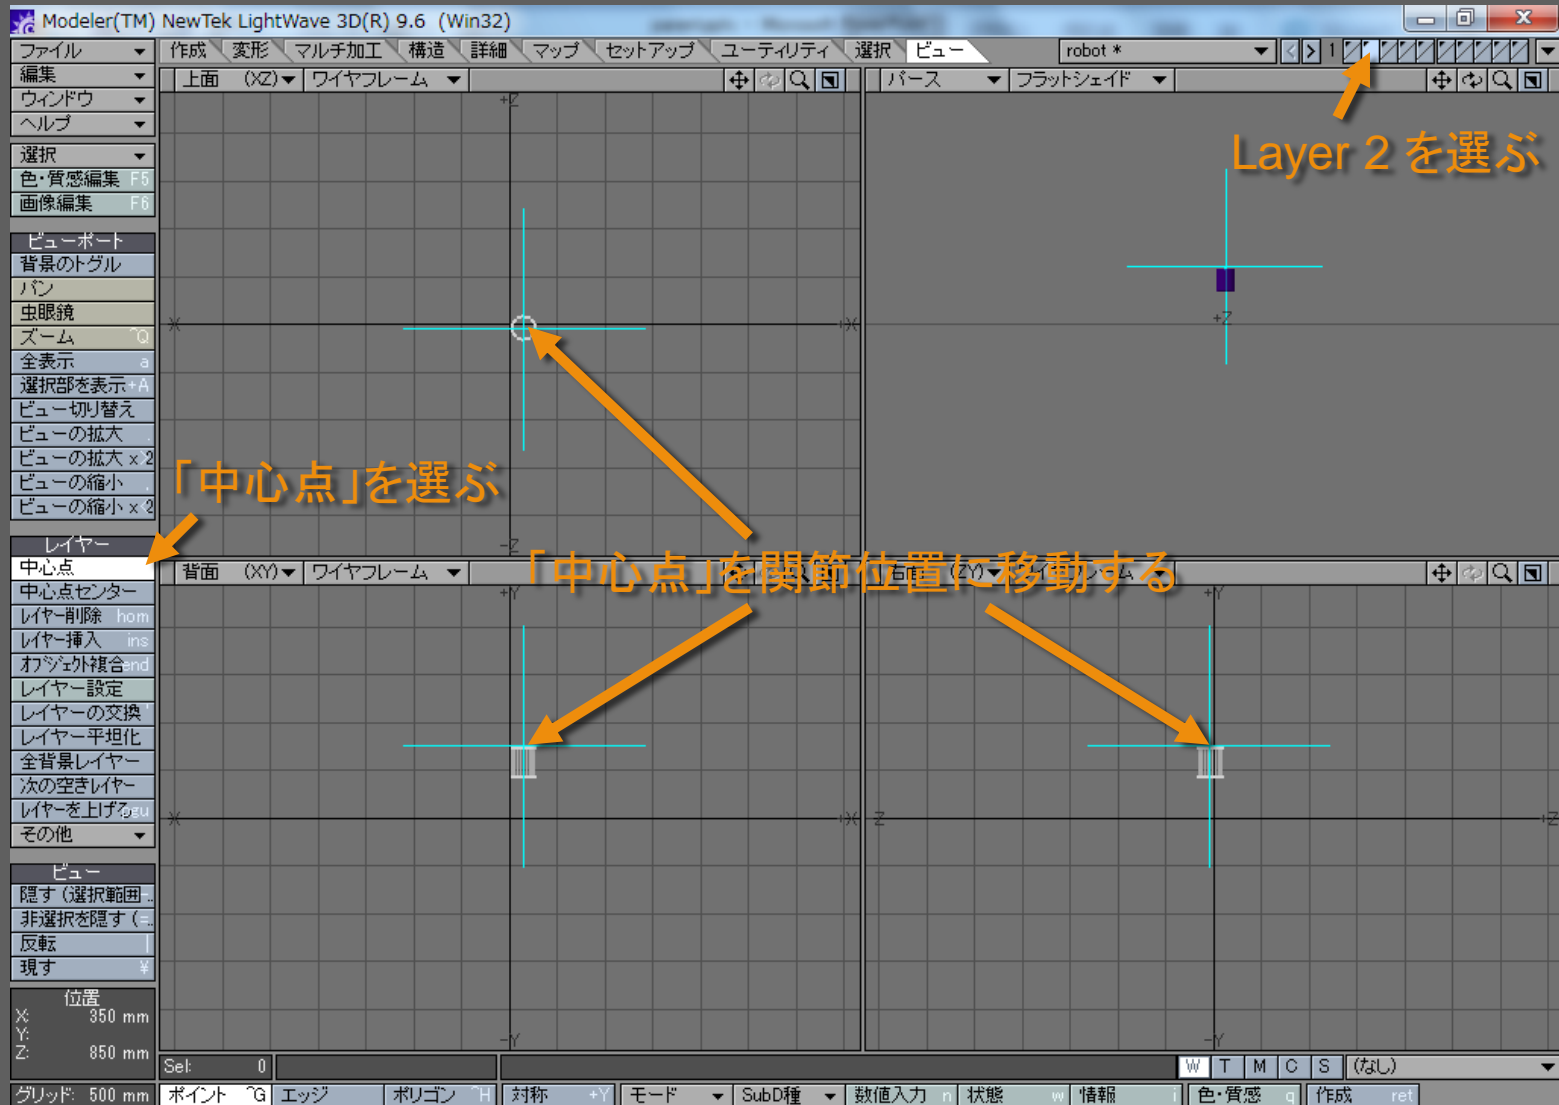 Modeler(TM) NewTek LightWave 3D(R) 9.6 (Win32)
ファイル
作成 変形 マルチ加工 構造 詳細 マップ セットアップ ユーティリティ 選択 ビュー
robot *
1
編集
ウィンドウ
ヘルプ
上面 (XZ) ワイヤフレーム
パース フラットシェイド
選択
色・質感編集 F5
画像編集 F6
Layer 2 を選ぶ
ビューポート
背景のトグル
パン
虫眼鏡
ズーム ^Q
全表示 a
選択部を表示 +A
ビュー切り替え
ビューの拡大 .
ビューの拡大 x 2
ビューの縮小 ,
ビューの縮小 x 2
+Z
-X
+X
-Z
+Z
「中心点」を選ぶ
レイヤー
中心点
中心点センター
レイヤー削除 hom
レイヤー挿入 ins
オブジェクト複合 end
レイヤー設定
レイヤーの交換 '
レイヤー平坦化
全背景レイヤー
次の空きレイヤー
レイヤーを上げる pgu
その他
背面 (XY) ワイヤフレーム
右面 (ZY) ワイヤフレーム
「中心点」を関節位置に移動する
+Y
-X
+X
-Y
+Y
-Z
+Z
-Y
ビュー
隠す (選択範囲 -..
非選択を隠す (=..
反転 |
現す ¥
位置
X: 350 mm
Y:
Z: 850 mm
グリッド: 500 mm
Sel: 0
W T M C S (なし)
ポイント ^G エッジ ポリゴン ^H 対称 +Y モード SubD種 数値入力 n 状態 w 情報 i 色・質感 q 作成 ret